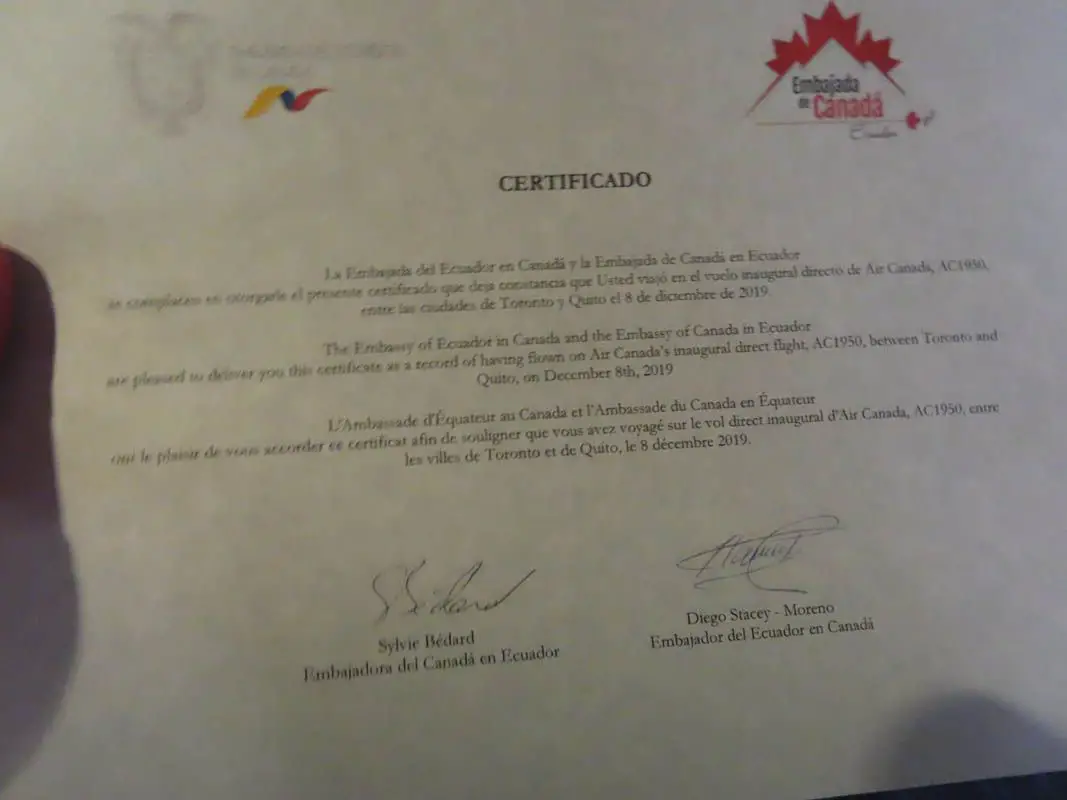 Embajada
de Canadá
Ecuador
CERTIFICADO
La Embajada del Ecuador en Canadá y la Embajada de Canadá en Ecuador
se complacen en otorgarle el presente certificado que deja constancia que Usted viajó en el vuelo inaugural directo de Air Canada, AC1950,
entre las ciudades de Toronto y Quito el 8 de diciembre de 2019.
The Embassy of Ecuador in Canada and the Embassy of Canada in Ecuador
are pleased to deliver you this certificate as a record of having flown on Air Canada's inaugural direct flight, AC1950, between Toronto and
Quito, on December 8th, 2019
L'Ambassade d'Équateur au Canada et l'Ambassade du Canada en Équateur
ont le plaisir de vous accorder ce certificat afin de souligner que vous avez voyagé sur le vol direct inaugural d'Air Canada, AC1950, entre
les villes de Toronto et de Quito, le 8 décembre 2019.
S Bédard
Sylvie Bédard
Embajadora del Canadá en Ecuador
Diego Stacey - Moreno
Embajador del Ecuador en Canadá